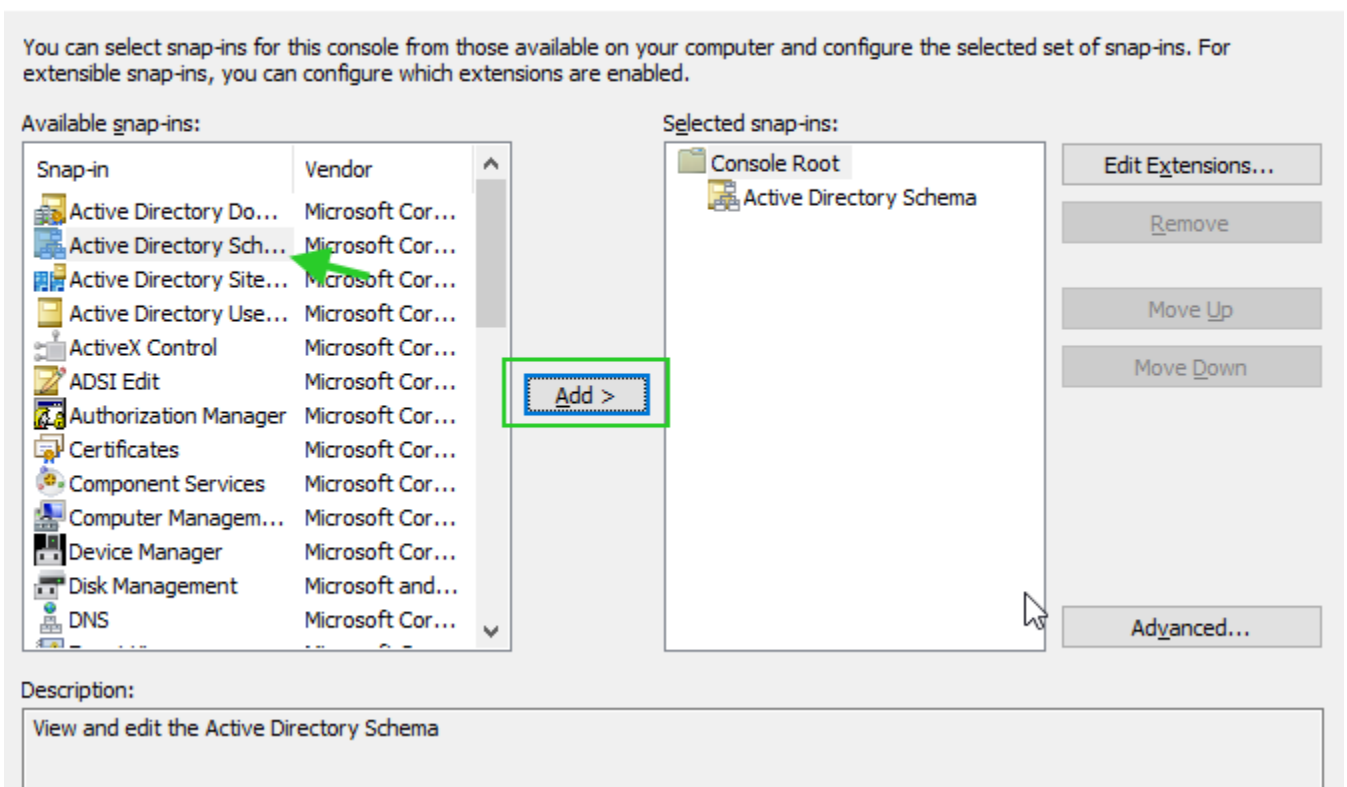 You can select snap-ins for this console from those available on your computer and configure the selected set of snap-ins. For
extensible snap-ins, you can configure which extensions are enabled.
Available snap-ins:
Snap-in Vendor
Active Directory Do... Microsoft Cor...
Active Directory Sch... Microsoft Cor...
Active Directory Site... Microsoft Cor...
Active Directory Use... Microsoft Cor...
ActiveX Control Microsoft Cor...
ADSI Edit Microsoft Cor...
Authorization Manager Microsoft Cor...
Certificates Microsoft Cor...
Component Services Microsoft Cor...
Computer Managem... Microsoft Cor...
Device Manager Microsoft Cor...
Disk Management Microsoft and...
DNS Microsoft Cor...
Add >
Selected snap-ins:
Console Root
Active Directory Schema
Edit Extensions...
Remove
Move Up
Move Down
Advanced...
Description:
View and edit the Active Directory Schema